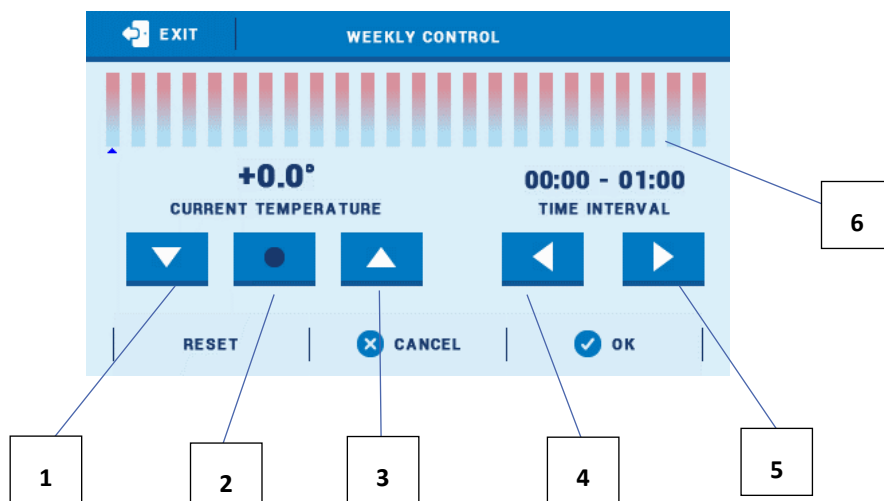 EXIT WEEKLY CONTROL
+0.0° 00:00 - 01:00
CURRENT TEMPERATURE TIME INTERVAL
6
RESET CANCEL OK
1 2 3 4 5